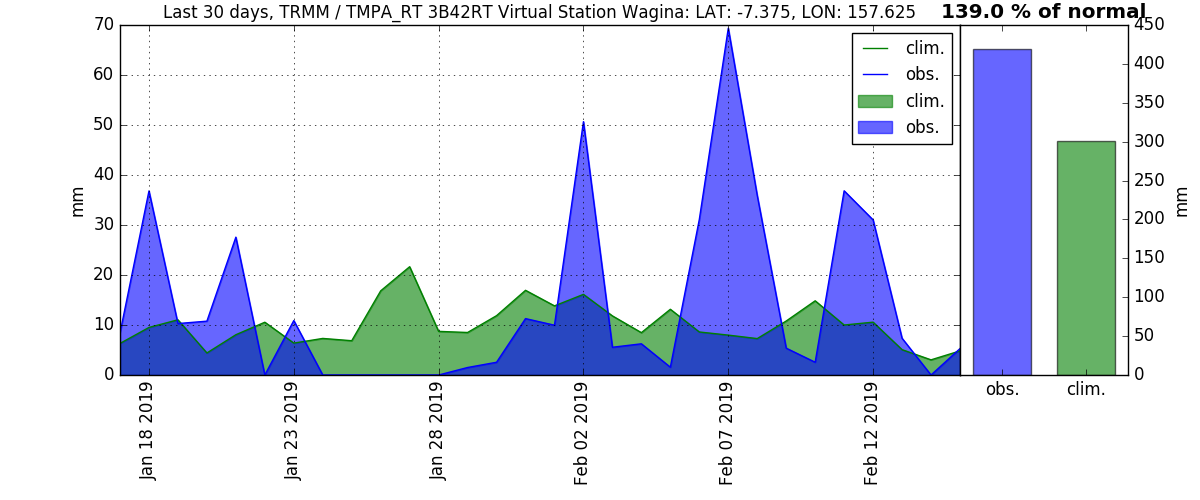 Last 30 days, TRMM / TMPA_RT 3B42RT Virtual Station Wagina: LAT: -7.375, LON: 157.625
139.0 % of normal
70
60
50
40
30
20
10
0
mm
clim.
obs.
clim.
obs.
450
400
350
300
250
200
150
100
50
0
mm
Jan 18 2019
Jan 23 2019
Jan 28 2019
Feb 02 2019
Feb 07 2019
Feb 12 2019
obs.
clim.